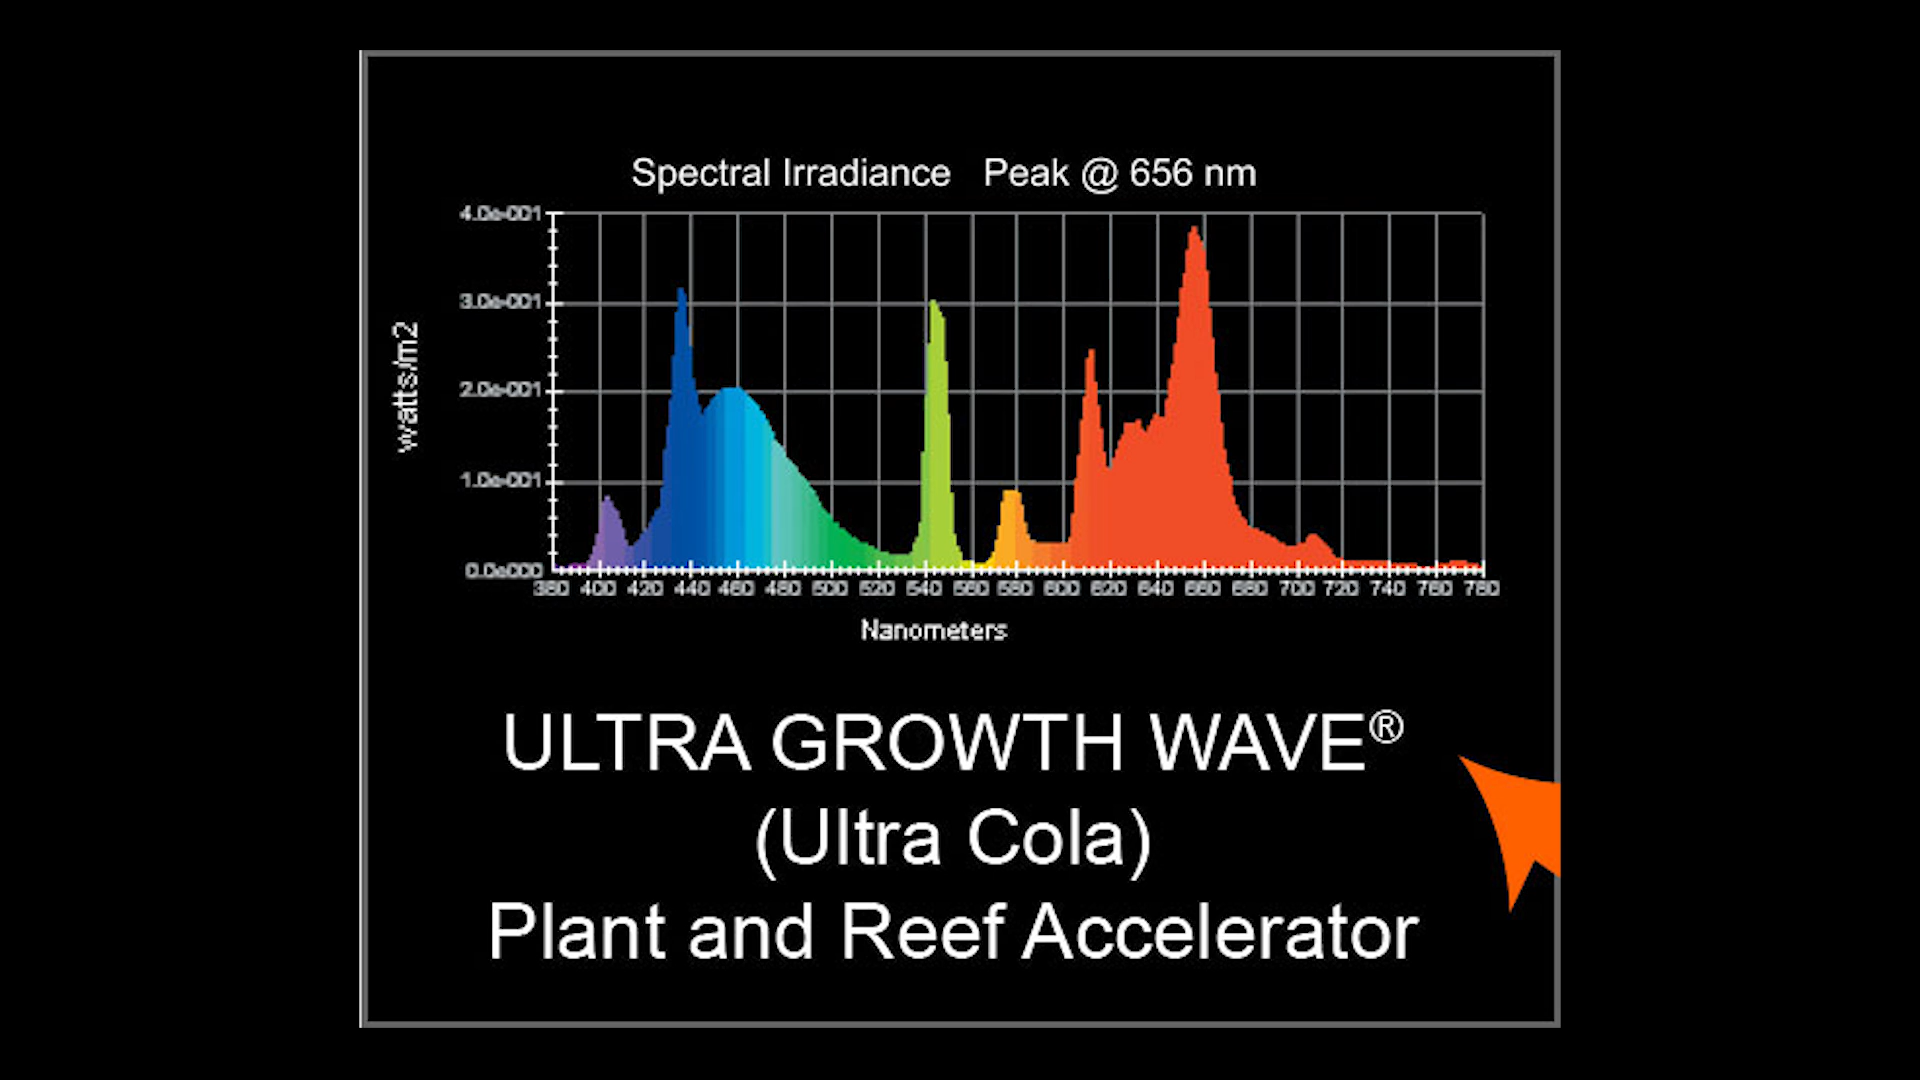 Spectral Irradiance Peak @ 656 nm
4.0e-001
3.0e-001
2.0e-001
1.0e-001
0.0e000
watts/m2
380 400 420 440 460 480 500 520 540 560 580 600 620 640 660 680 700 720 740 760 780
Nanometers
ULTRA GROWTH WAVE®
(Ultra Cola)
Plant and Reef Accelerator